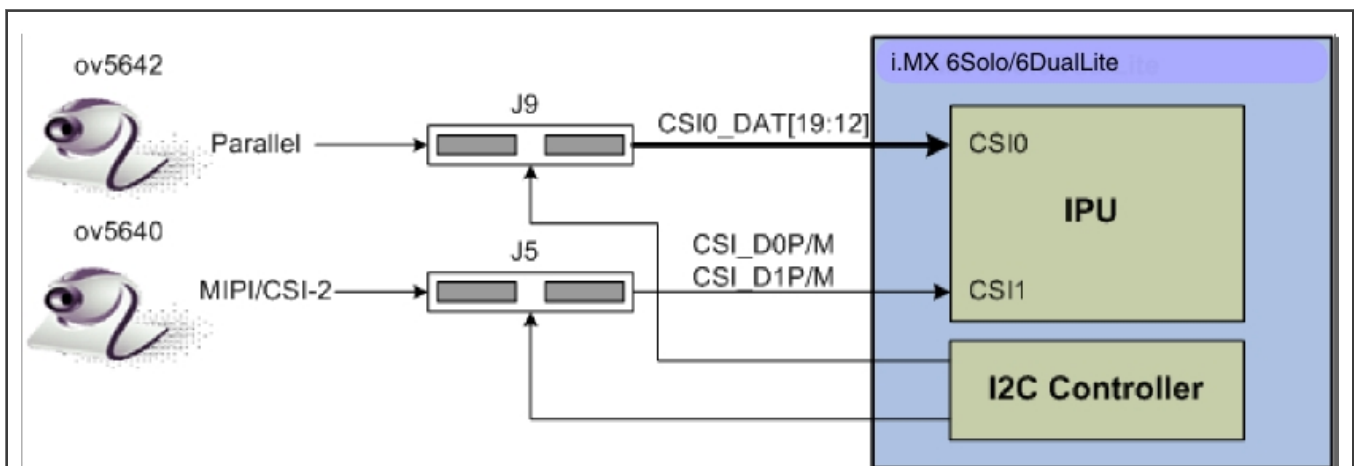 ov5642
i.MX 6Solo/6DualLite
J9
Parallel
CSI0_DAT[19:12]
CSI0
IPU
ov5640
J5
CSI_D0P/M
CSI_D1P/M
MIPI/CSI-2
CSI1
I2C Controller